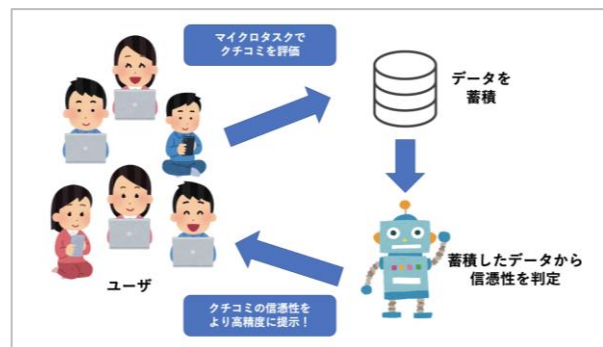 マイクロタスクで
クチコミを評価
データを
蓄積
蓄積したデータから
信憑性を判定
ユーザ
クチコミの信憑性を
より高精度に提示！